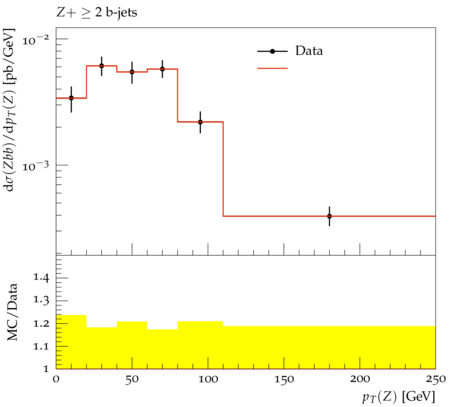 Z+ ≥ 2 b-jets
Data
10⁻²
10⁻³
dσ(Zbb)/dp_T(Z) [pb/GeV]
1.4
1.3
1.2
1.1
1
MC/Data
0 50 100 150 200 250
p_T(Z) [GeV]